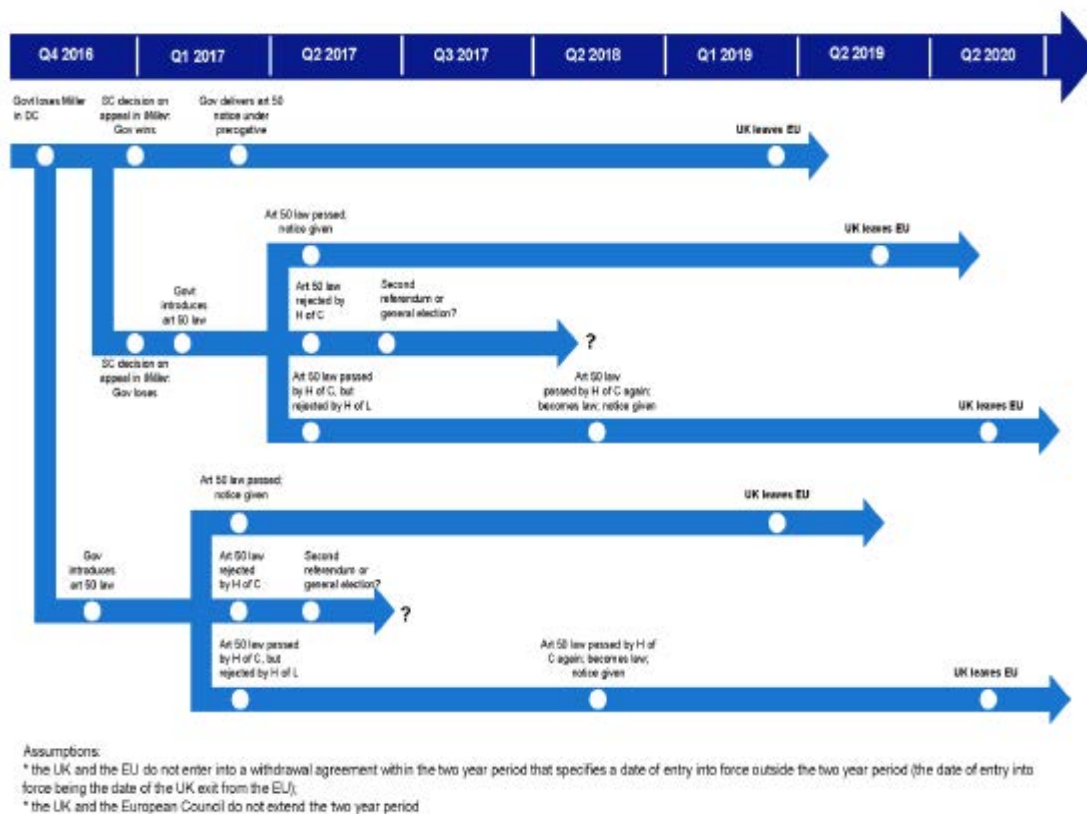 Q4 2016
Q1 2017
Q2 2017
Q3 2017
Q2 2018
Q1 2019
Q2 2019
Q2 2020
Govt loses Miller
in DC
SC decision on
appeal in Miller:
Gov wins
Gov delivers art 50
notice under
prerogative
UK leaves EU
Art 50 law passed;
notice given
UK leaves EU
Govt
introduces
art 50 law
Art 50 law
rejected by
H of C
Second
referendum or
general election?
?
SC decision on
appeal in Miller:
Gov loses
Art 50 law passed
by H of C, but
rejected by H of L
Art 50 law
passed by H of C again;
becomes law; notice given
UK leaves EU
Art 50 law passed;
notice given
UK leaves EU
Gov
introduces
art 50 law
Art 50 law
rejected
by H of C
Second
referendum or
general election?
?
Art 50 law passed
by H of C, but
rejected by H of L
Art 50 law passed by H of
C again; becomes law;
notice given
UK leaves EU
Assumptions:
* the UK and the EU do not enter into a withdrawal agreement within the two year period that specifies a date of entry into force outside the two year period (the date of entry into
force being the date of the UK exit from the EU);
* the UK and the European Council do not extend the two year period